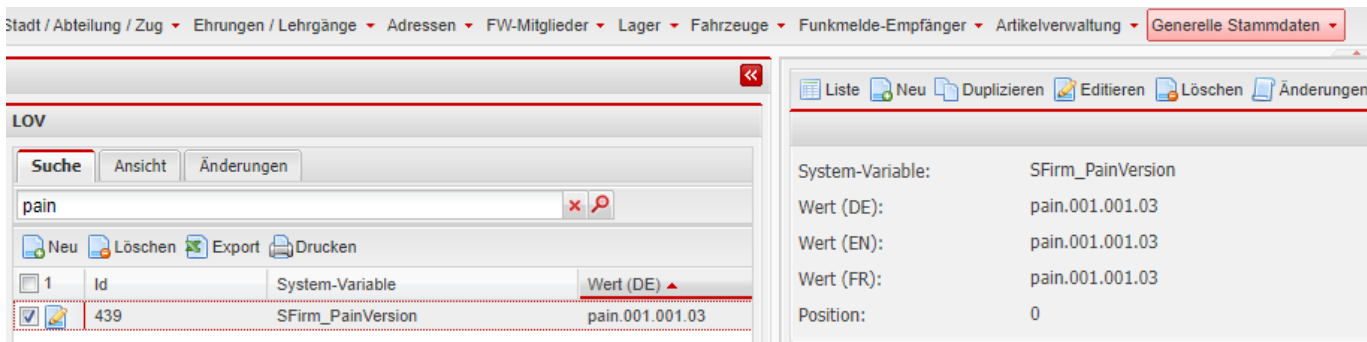 Stadt / Abteilung / Zug Ehrungen / Lehrgänge Adressen FW-Mitglieder Lager Fahrzeuge Funkmelde-Empfänger Artikelverwaltung Generelle Stammdaten
LOV
Suche Ansicht Änderungen
pain
Neu Löschen Export Drucken
1 Id System-Variable Wert (DE)
439 SFirm_PainVersion pain.001.001.03
Liste Neu Duplizieren Editieren Löschen Änderungen
System-Variable: SFirm_PainVersion
Wert (DE): pain.001.001.03
Wert (EN): pain.001.001.03
Wert (FR): pain.001.001.03
Position: 0